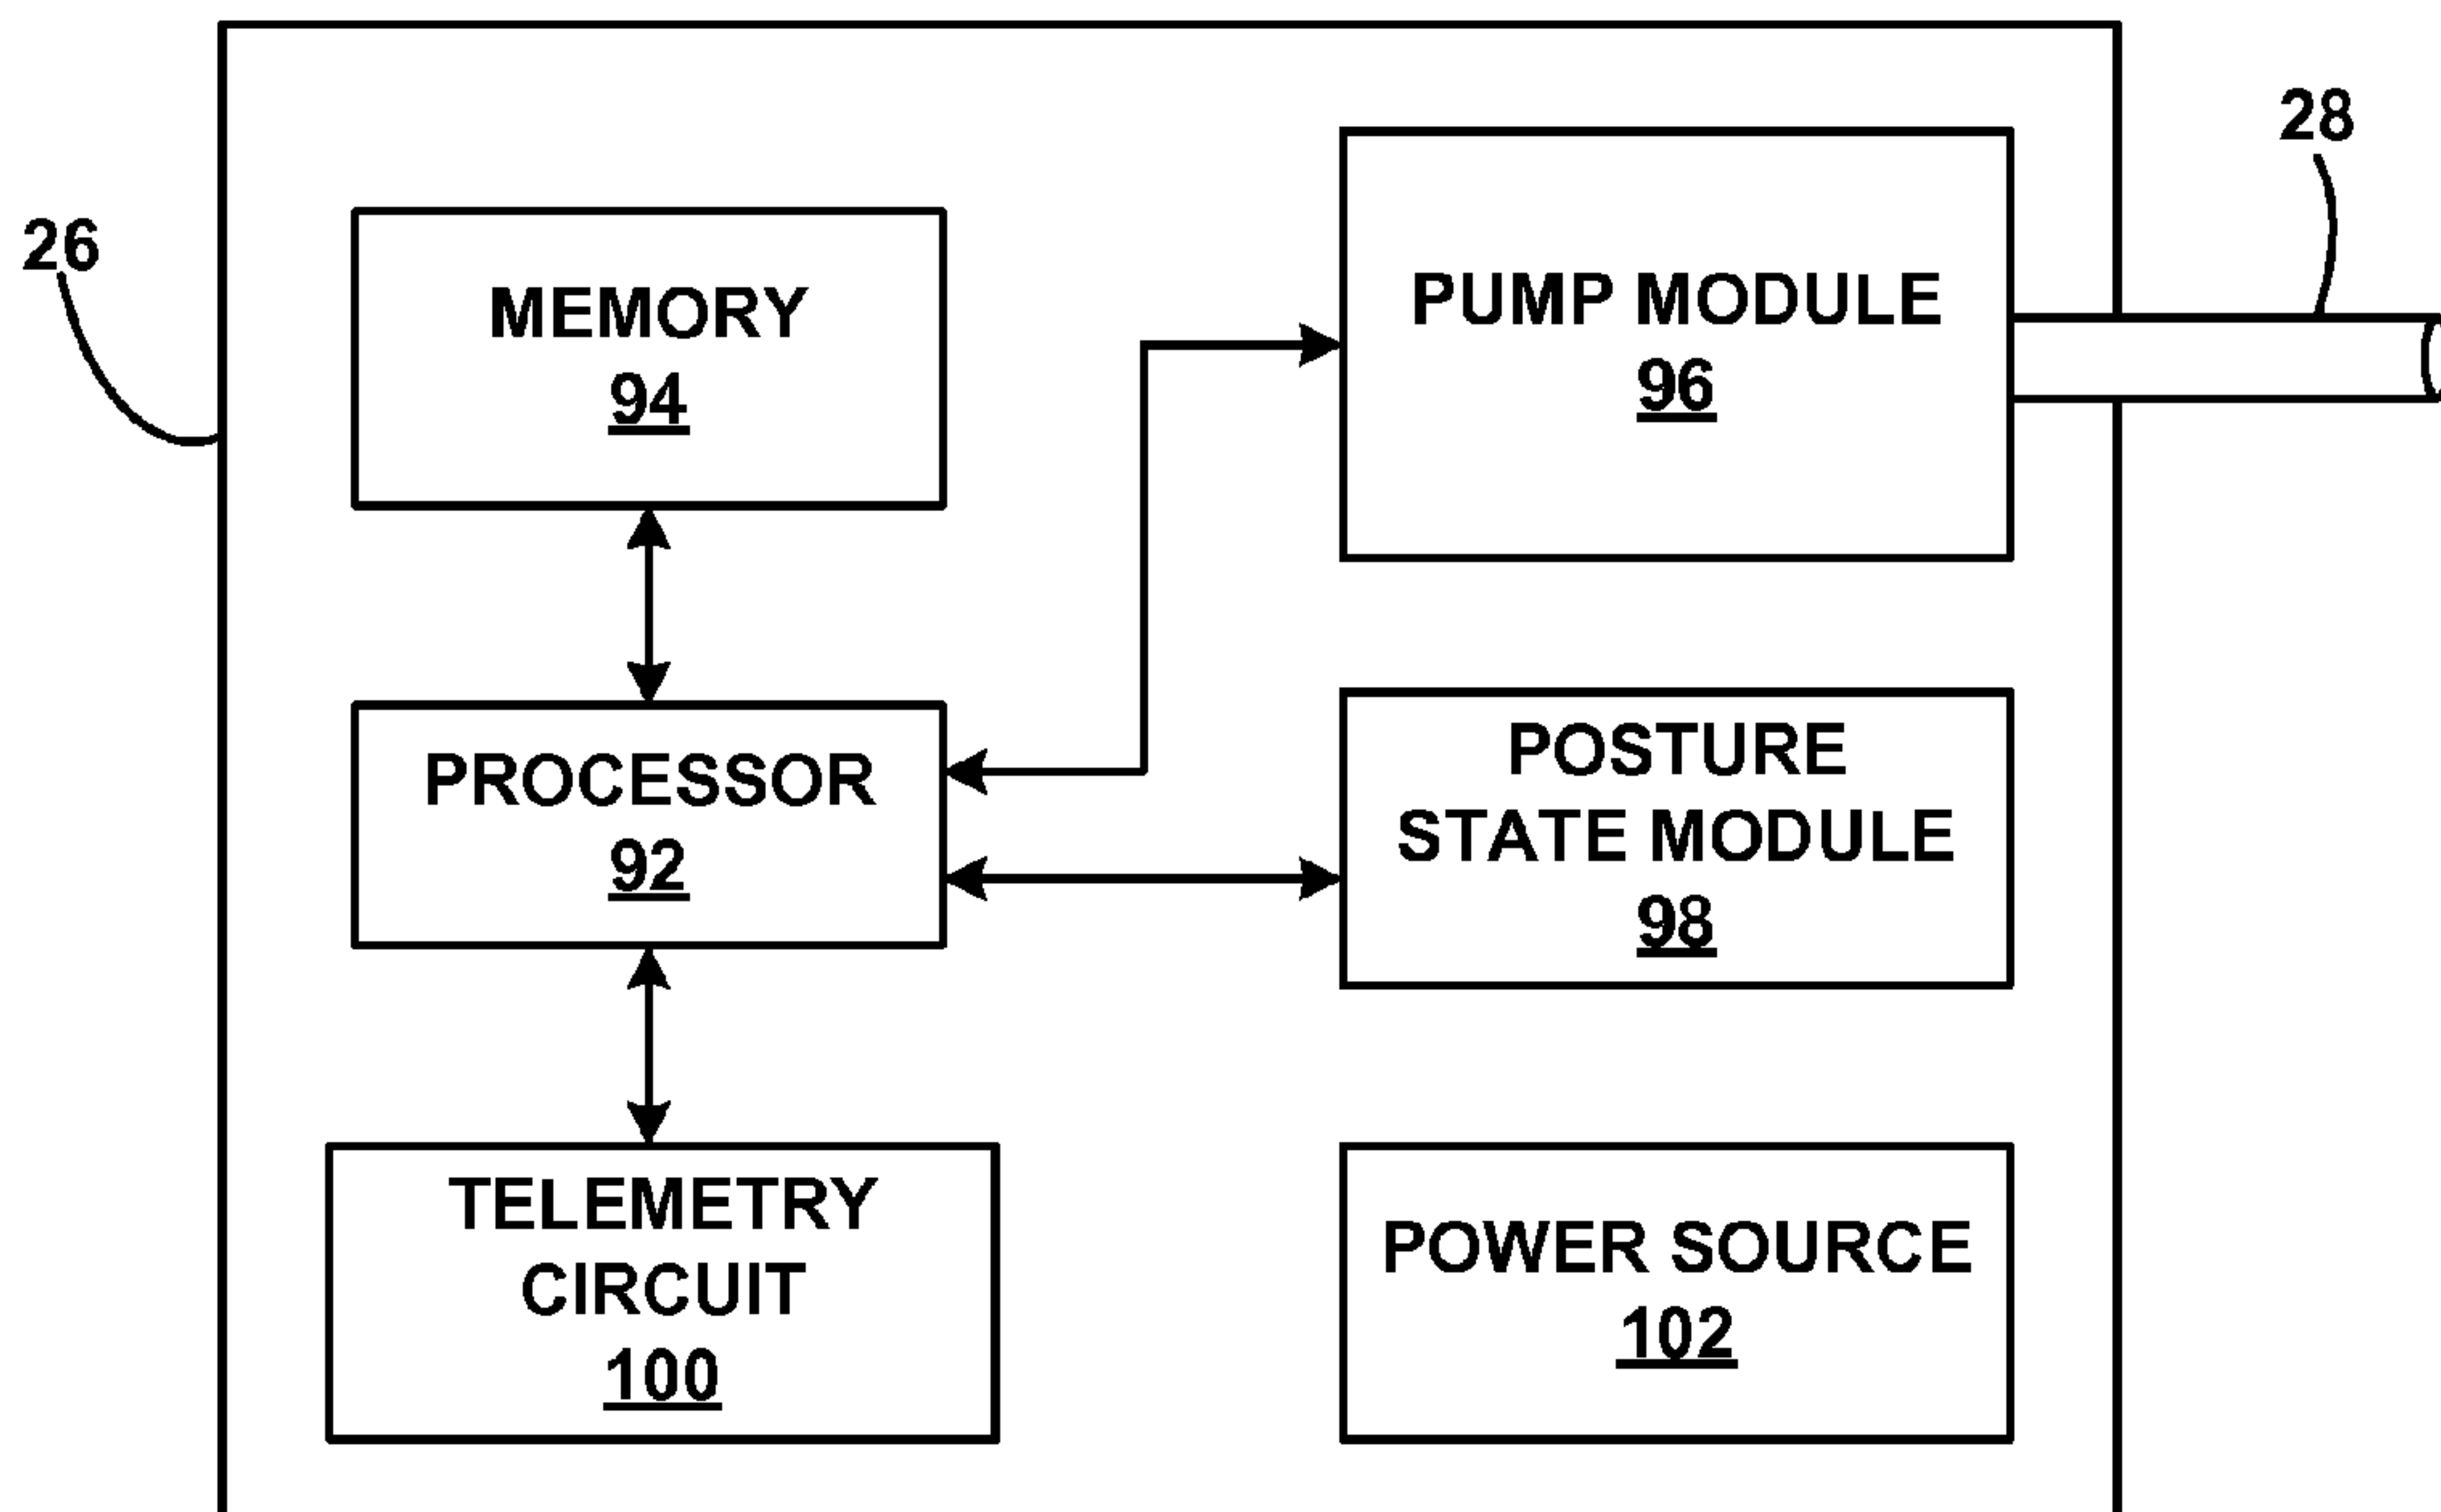 28
26
MEMORY
94
PUMP MODULE
96
PROCESSOR
92
POSTURE
STATE MODULE
98
TELEMETRY
CIRCUIT
100
POWER SOURCE
102